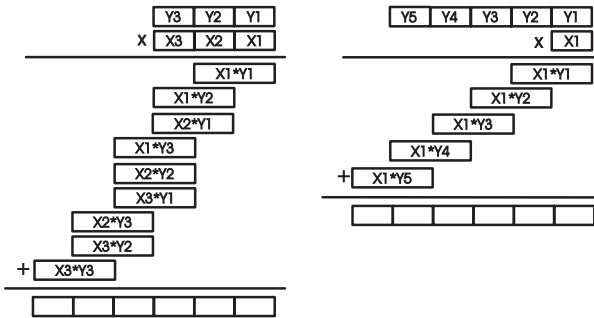 Y3 Y2 Y1
x X3 X2 X1
X1*Y1
X1*Y2
X2*Y1
X1*Y3
X2*Y2
X3*Y1
X2*Y3
X3*Y2
+ X3*Y3
Y5 Y4 Y3 Y2 Y1
x X1
X1*Y1
X1*Y2
X1*Y3
X1*Y4
+ X1*Y5